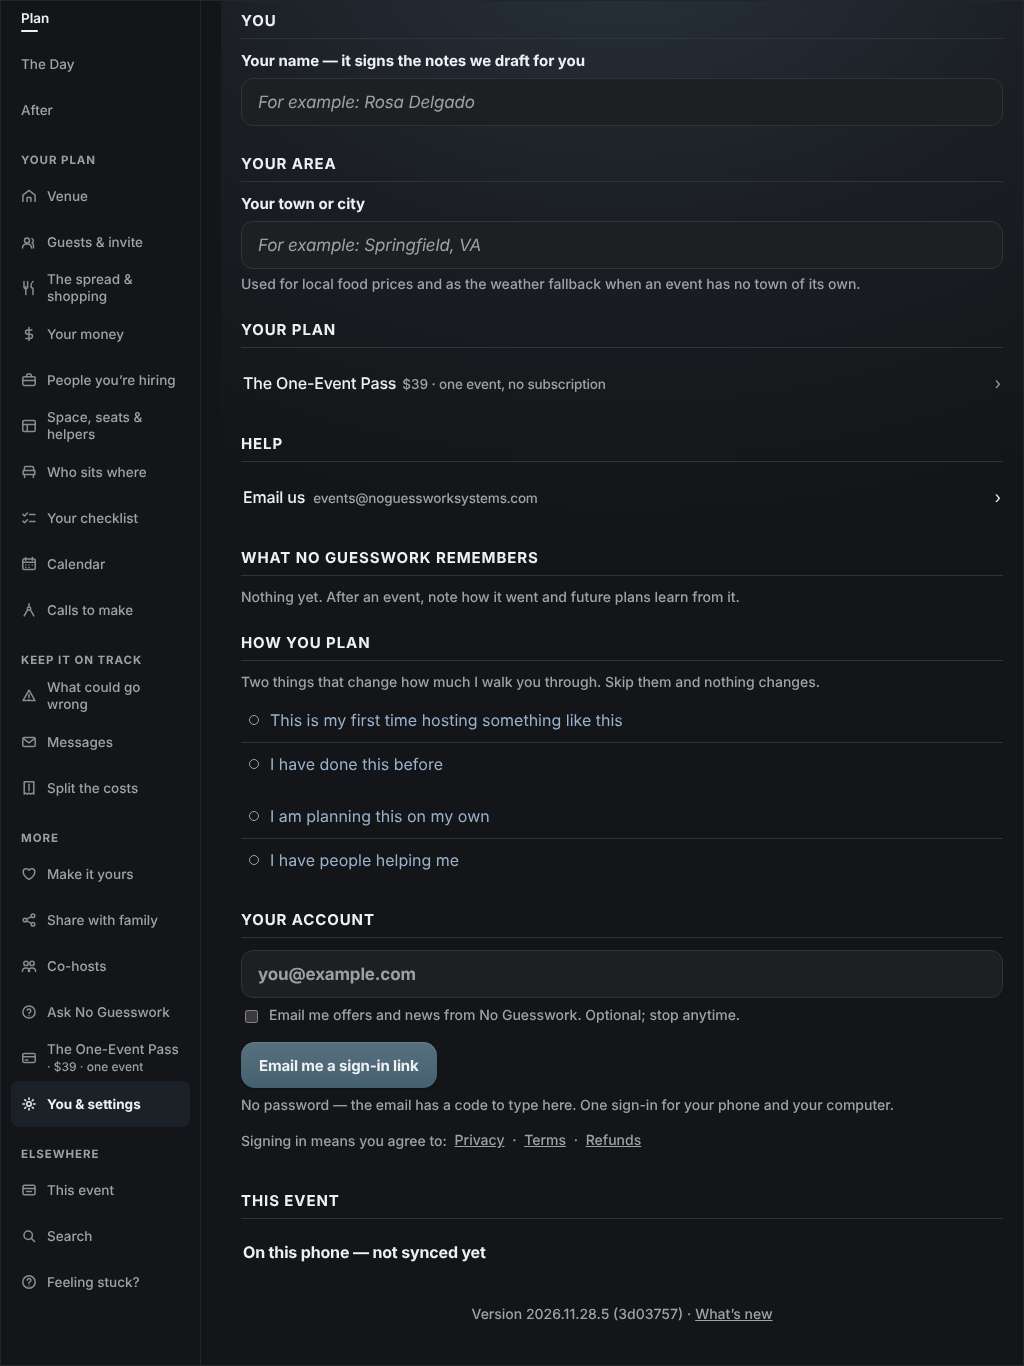 Plan
The Day
After
YOUR PLAN
Venue
Guests & invite
The spread &
shopping
Your money
People you’re hiring
Space, seats &
helpers
Who sits where
Your checklist
Calendar
Calls to make
KEEP IT ON TRACK
What could go
wrong
Messages
Split the costs
MORE
Make it yours
Share with family
Co-hosts
Ask No Guesswork
The One-Event Pass
· $39 · one event
You & settings
ELSEWHERE
This event
Search
Feeling stuck?
YOU
Your name — it signs the notes we draft for you
For example: Rosa Delgado
YOUR AREA
Your town or city
For example: Springfield, VA
Used for local food prices and as the weather fallback when an event has no town of its own.
YOUR PLAN
The One-Event Pass $39 · one event, no subscription
HELP
Email us events@noguessworksystems.com
WHAT NO GUESSWORK REMEMBERS
Nothing yet. After an event, note how it went and future plans learn from it.
HOW YOU PLAN
Two things that change how much I walk you through. Skip them and nothing changes.
This is my first time hosting something like this
I have done this before
I am planning this on my own
I have people helping me
YOUR ACCOUNT
you@example.com
Email me offers and news from No Guesswork. Optional; stop anytime.
Email me a sign-in link
No password — the email has a code to type here. One sign-in for your phone and your computer.
Signing in means you agree to: Privacy · Terms · Refunds
THIS EVENT
On this phone — not synced yet
Version 2026.11.28.5 (3d03757) · What’s new